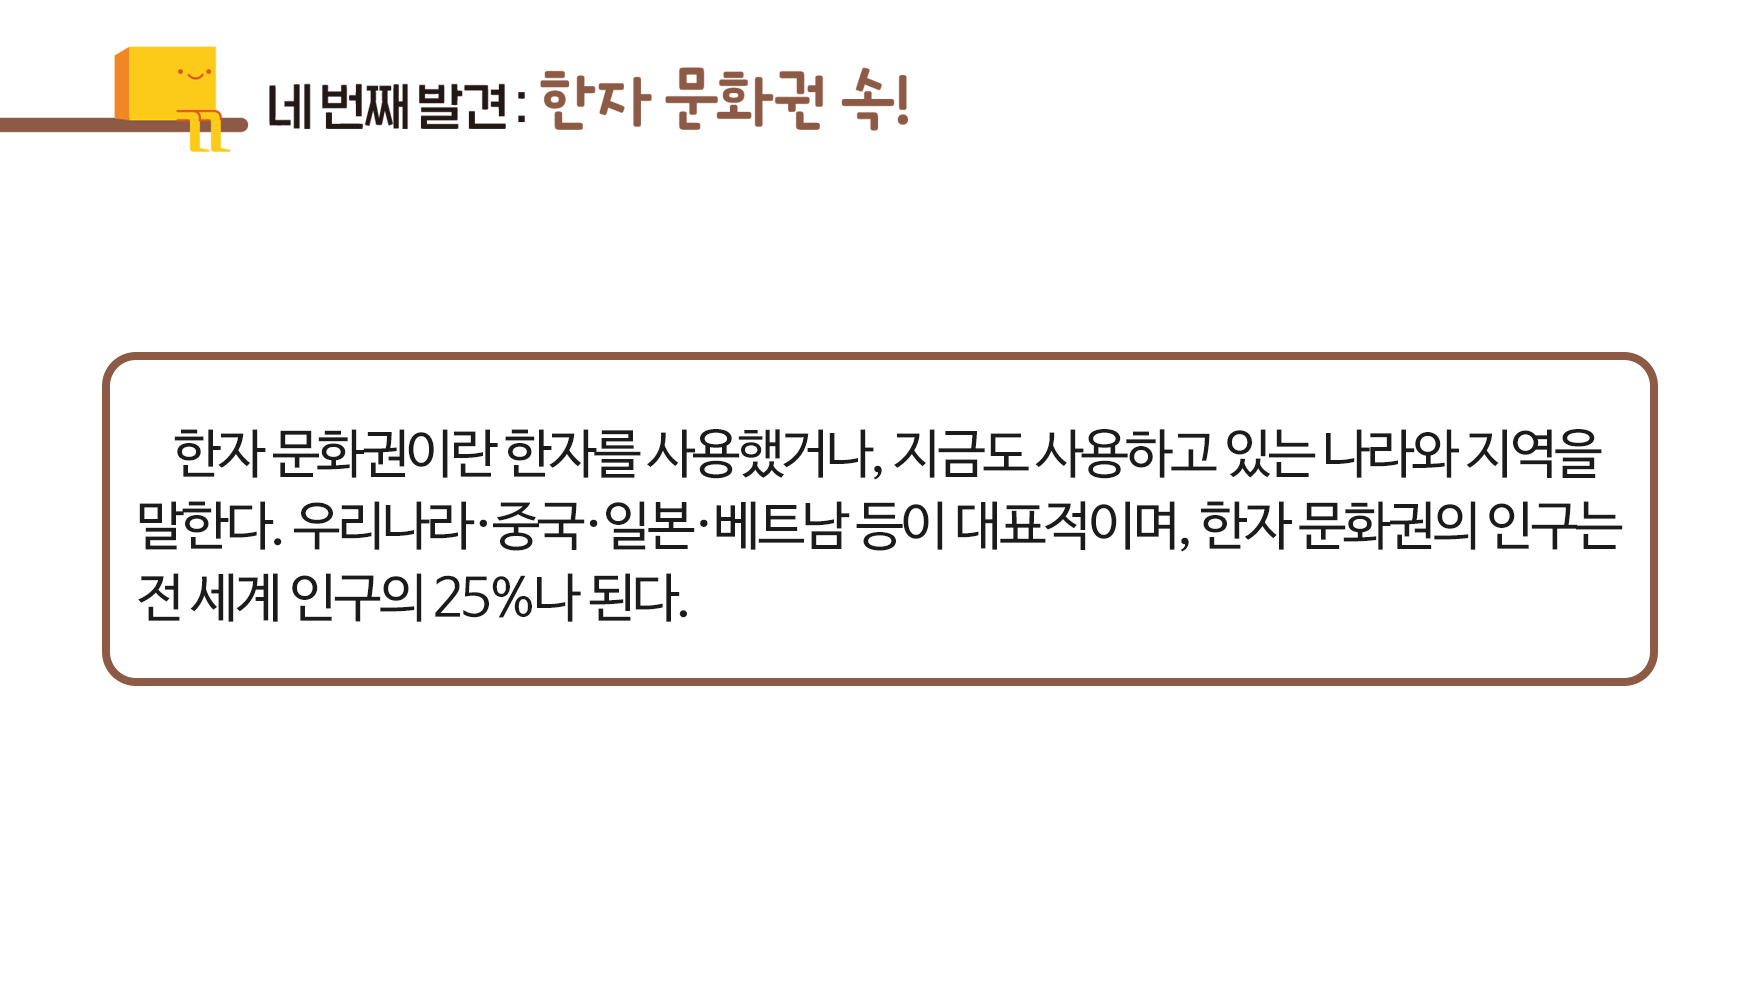 네 번째 발견 : 한자 문화권 속!
한자 문화권이란 한자를 사용했거나, 지금도 사용하고 있는 나라와 지역을
말한다. 우리나라·중국·일본·베트남 등이 대표적이며, 한자 문화권의 인구는
전 세계 인구의 25%나 된다.